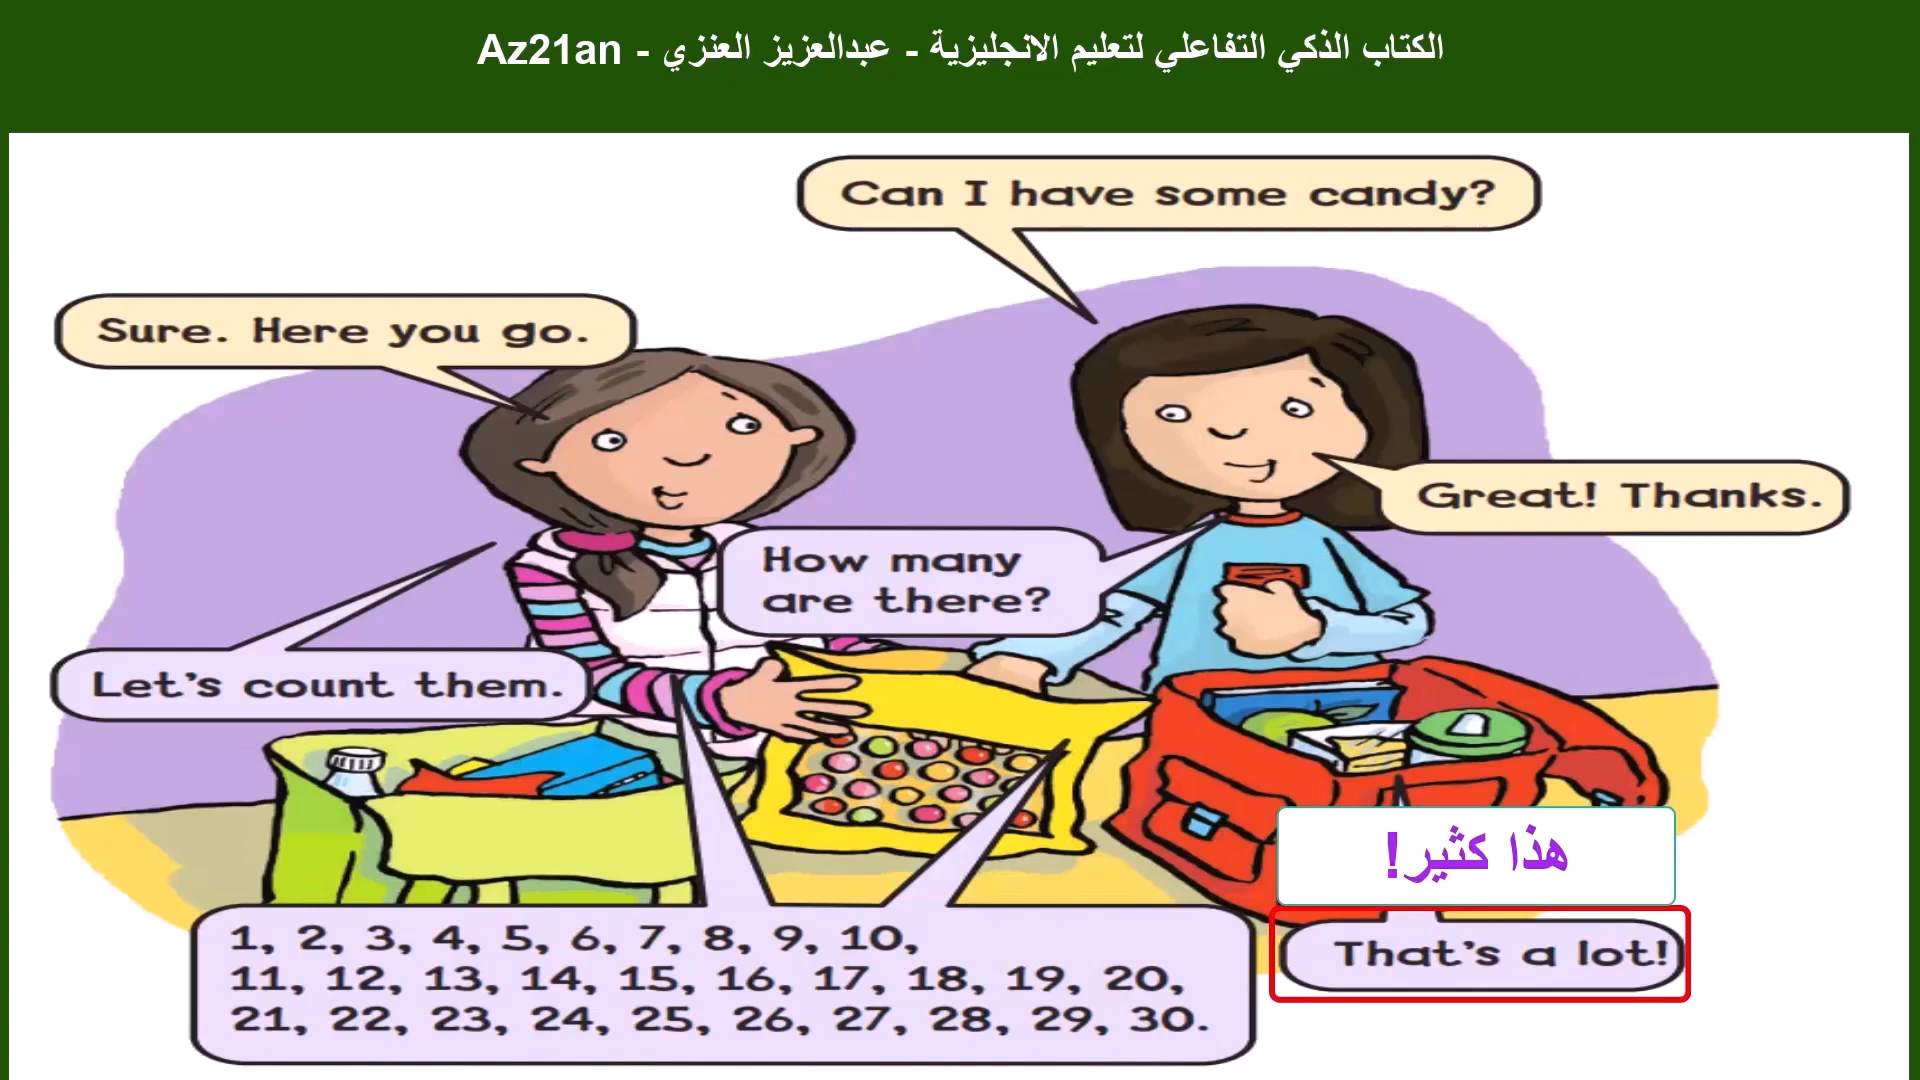 الكتاب الذكي التفاعلي لتعليم الانجليزية - عبدالعزيز العنزي - Az21an
Can I have some candy?
Sure. Here you go.
Great! Thanks.
How many
are there?
Let's count them.
1, 2, 3, 4, 5, 6, 7, 8, 9, 10,
11, 12, 13, 14, 15, 16, 17, 18, 19, 20,
21, 22, 23, 24, 25, 26, 27, 28, 29, 30.
هذا كثير!
That's a lot!